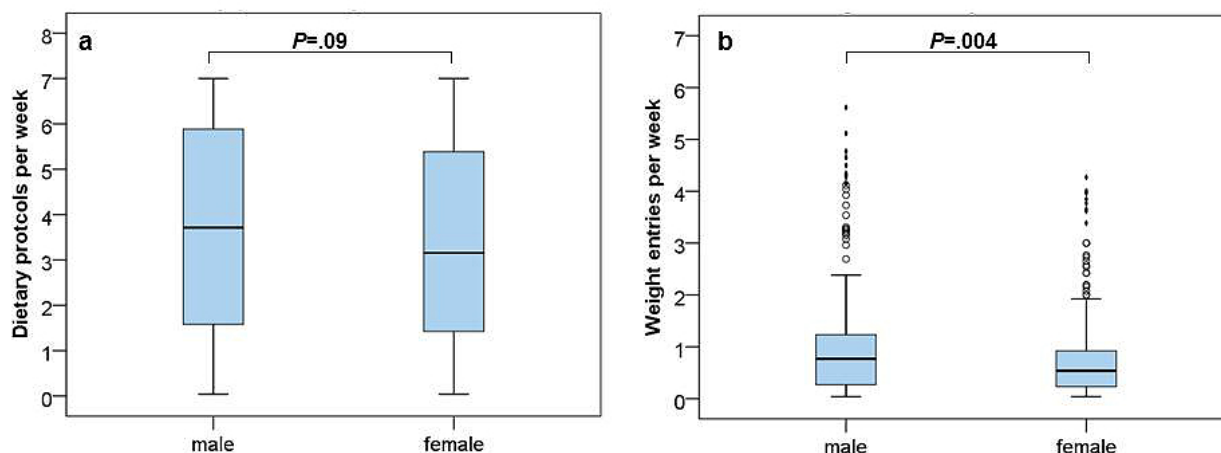 a
P=.09
Dietary protcols per week
8
7
6
5
4
3
2
1
0
male
female
b
P=.004
Weight entries per week
7
6
5
4
3
2
1
0
male
female